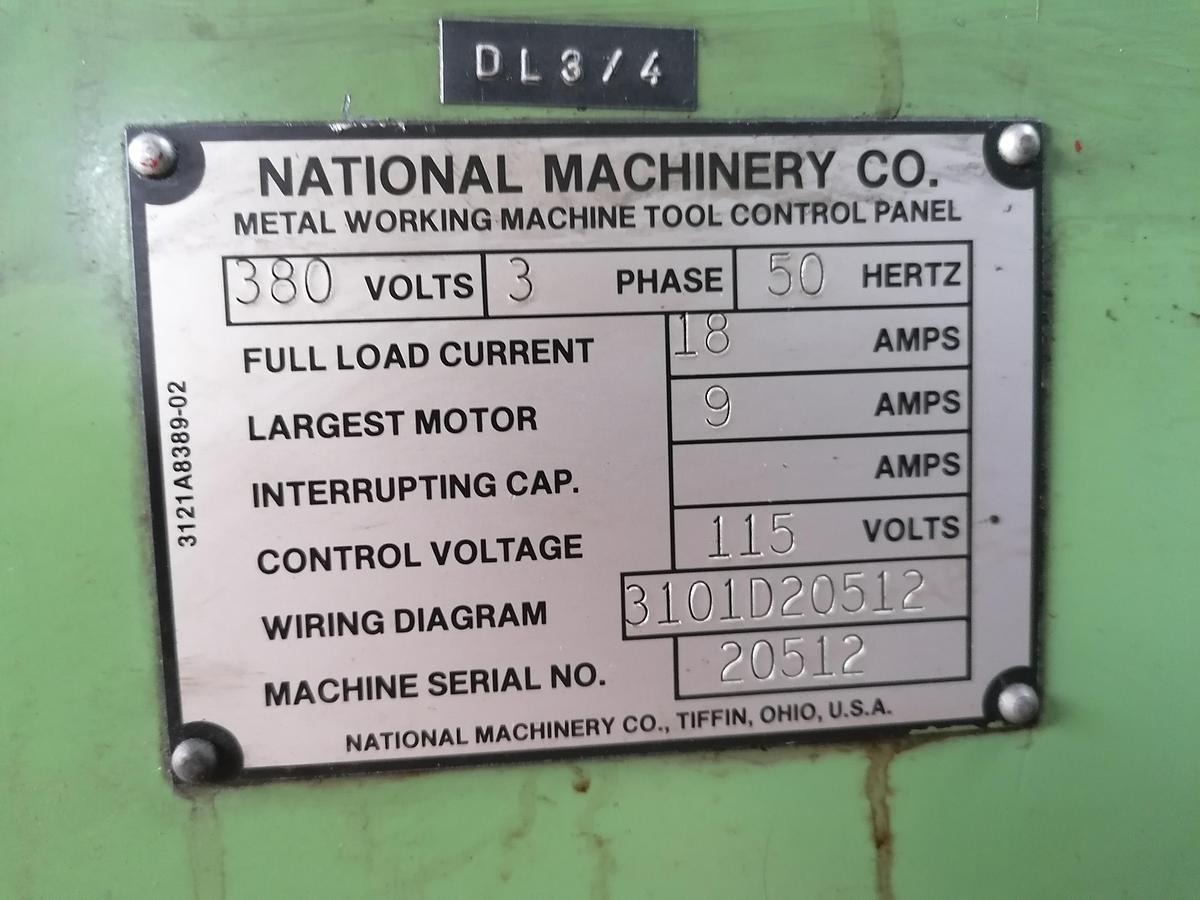 DL3/4
NATIONAL MACHINERY CO.
METAL WORKING MACHINE TOOL CONTROL PANEL
380 VOLTS 3 PHASE 50 HERTZ
FULL LOAD CURRENT 18 AMPS
LARGEST MOTOR 9 AMPS
INTERRUPTING CAP. AMPS
CONTROL VOLTAGE 115 VOLTS
WIRING DIAGRAM 3101D20512
MACHINE SERIAL NO. 20512
NATIONAL MACHINERY CO., TIFFIN, OHIO, U.S.A.
3121A8389-02